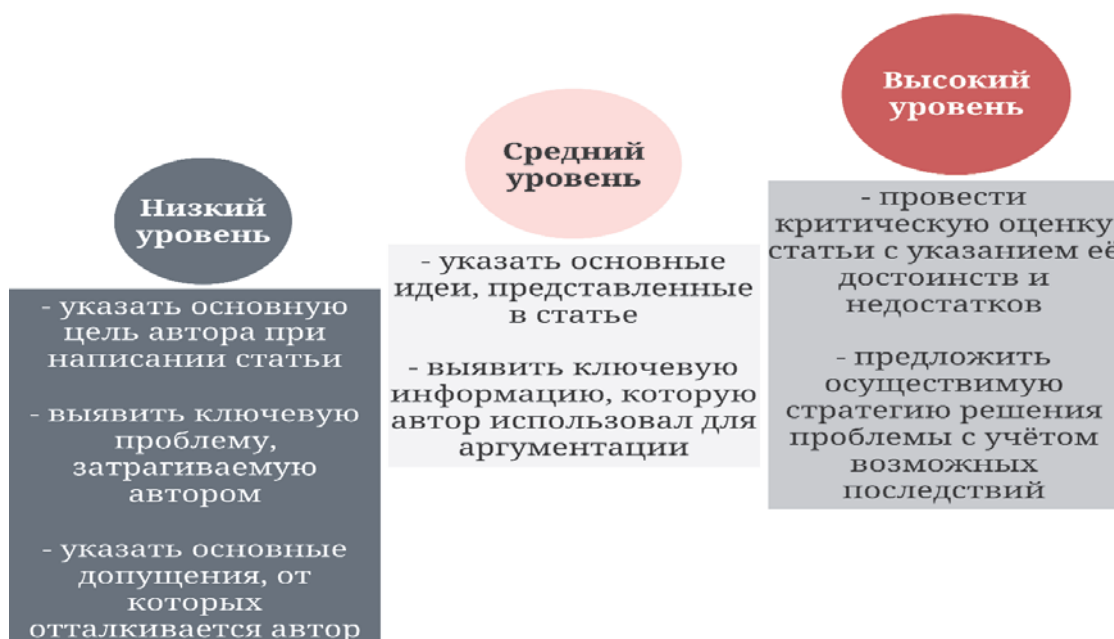 Низкий
уровень
- указать основную
цель автора при
написании статьи
- выявить ключевую
проблему,
затрагиваемую
автором
- указать основные
допущения, от
которых
отталкивается автор
Средний
уровень
- указать основные
идеи, представленные
в статье
- выявить ключевую
информацию, которую
автор использовал для
аргументации
Высокий
уровень
- провести
критическую оценку
статьи с указанием её
достоинств и
недостатков
- предложить
осуществимую
стратегию решения
проблемы с учётом
возможных
последствий